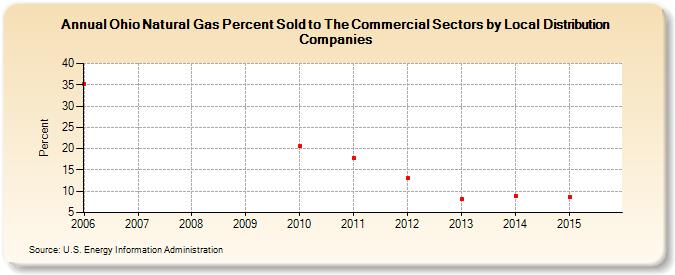 Annual Ohio Natural Gas Percent Sold to The Commercial Sectors by Local Distribution
Companies
Percent
40
35
30
25
20
15
10
5
2006 2007 2008 2009 2010 2011 2012 2013 2014 2015
Source: U.S. Energy Information Administration